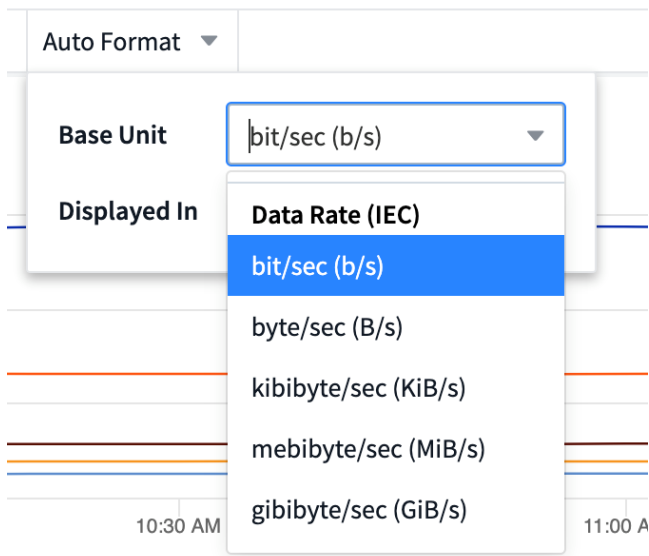 Auto Format
Base Unit
bit/sec (b/s)
Displayed In
Data Rate (IEC)
bit/sec (b/s)
byte/sec (B/s)
kibibyte/sec (KiB/s)
mebibyte/sec (MiB/s)
gibibyte/sec (GiB/s)
10:30 AM
11:00 A